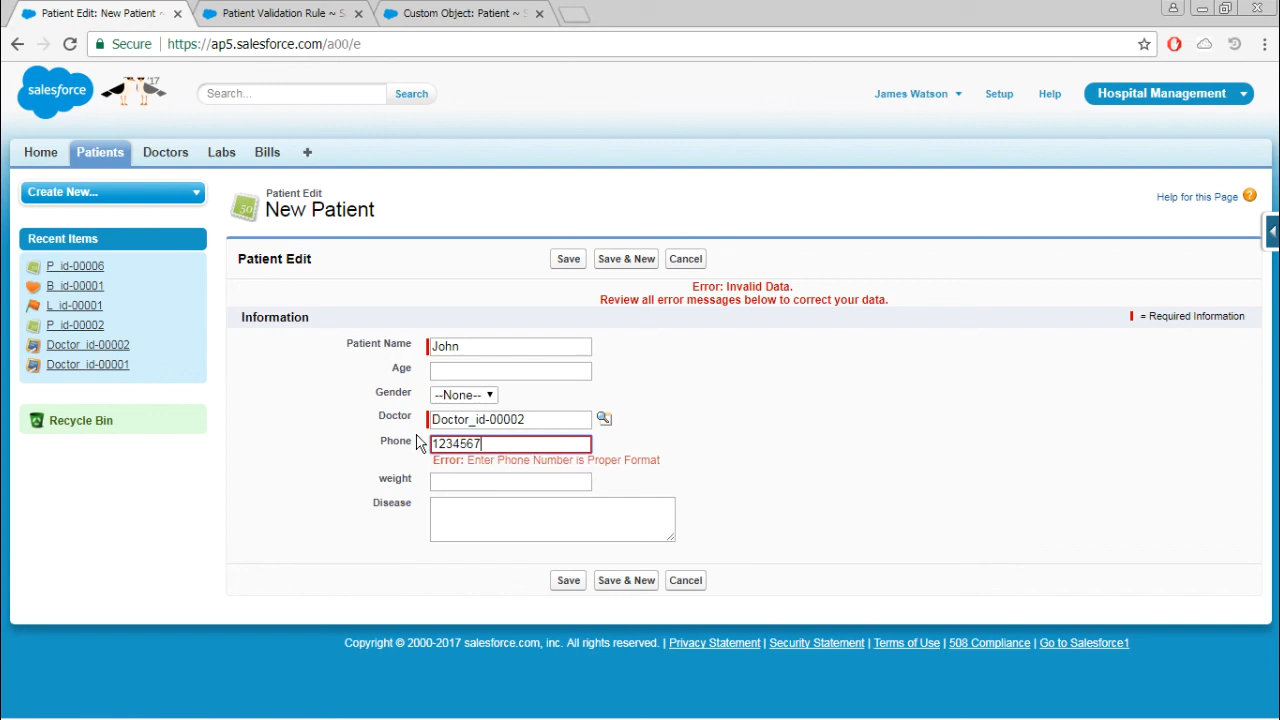 Patient Edit: New Patient ~
Patient Validation Rule ~ S
Custom Object: Patient ~ S
Secure
https://ap5.salesforce.com/a00/e
salesforce
'17
Search...
Search
James Watson
Setup
Help
Hospital Management
Home
Patients
Doctors
Labs
Bills
Create New...
Recent Items
P_id-00006
B_id-00001
L_id-00001
P_id-00002
Doctor_id-00002
Doctor_id-00001
Recycle Bin
50
Patient Edit
New Patient
Help for this Page
?
Patient Edit
Save
Save & New
Cancel
Error: Invalid Data.
Review all error messages below to correct your data.
Information
= Required Information
Patient Name
John
Age
Gender
--None--
Doctor
Doctor_id-00002
Phone
1234567
Error: Enter Phone Number is Proper Format
weight
Disease
Save
Save & New
Cancel
Copyright © 2000-2017 salesforce.com, inc. All rights reserved. | Privacy Statement | Security Statement | Terms of Use | 508 Compliance | Go to Salesforce1